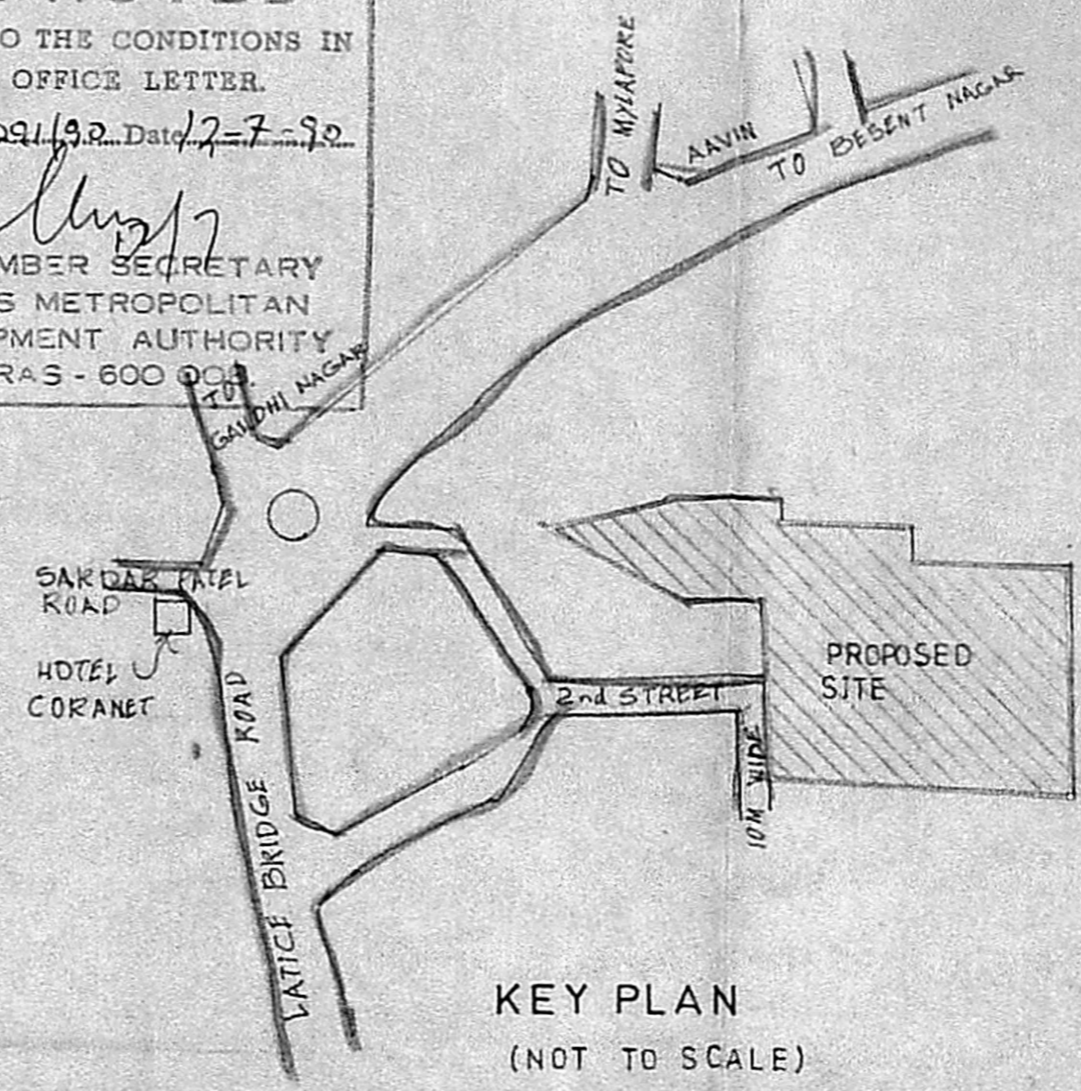 O THE CONDITIONS IN
OFFICE LETTER.
291/90 Date 12-7-90
MBER SECRETARY
S METROPOLITAN
PMENT AUTHORITY
RAS - 600 008.
TO MYLAPORE
AAVIN
TO BESENT NAGAR
TO
GANDHI NAGAR
SARDAR PATEL
ROAD
HOTEL
CORANET
LATICE BRIDGE ROAD
2nd STREET
10M WIDE
PROPOSED
SITE
KEY PLAN
(NOT TO SCALE)